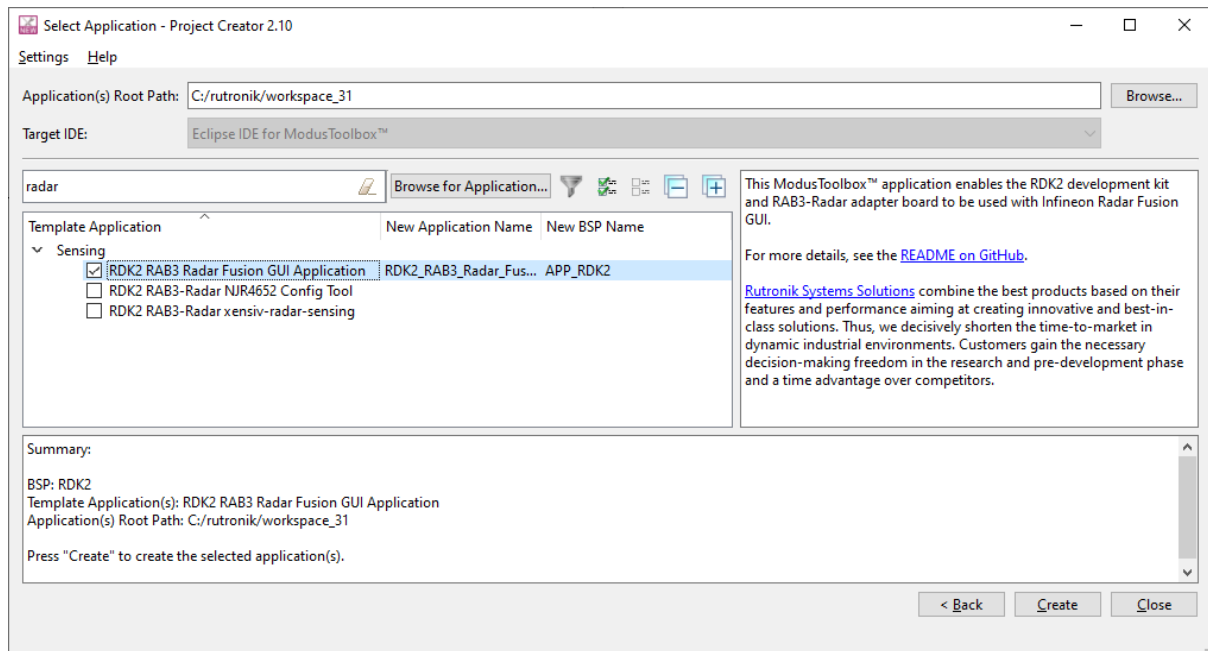 Select Application - Project Creator 2.10
Settings Help
Application(s) Root Path: C:/rutronik/workspace_31 Browse...
Target IDE: Eclipse IDE for ModusToolbox™
radar Browse for Application...
Template Application New Application Name New BSP Name
Sensing
RDK2 RAB3 Radar Fusion GUI Application RDK2_RAB3_Radar_Fus... APP_RDK2
RDK2 RAB3-Radar NJR4652 Config Tool
RDK2 RAB3-Radar xensiv-radar-sensing
This ModusToolbox™ application enables the RDK2 development kit
and RAB3-Radar adapter board to be used with Infineon Radar Fusion
GUI.
For more details, see the README on GitHub.
Rutronik Systems Solutions combine the best products based on their
features and performance aiming at creating innovative and best-in-
class solutions. Thus, we decisively shorten the time-to-market in
dynamic industrial environments. Customers gain the necessary
decision-making freedom in the research and pre-development phase
and a time advantage over competitors.
Summary:
BSP: RDK2
Template Application(s): RDK2 RAB3 Radar Fusion GUI Application
Application(s) Root Path: C:/rutronik/workspace_31
Press "Create" to create the selected application(s).
< Back Create Close